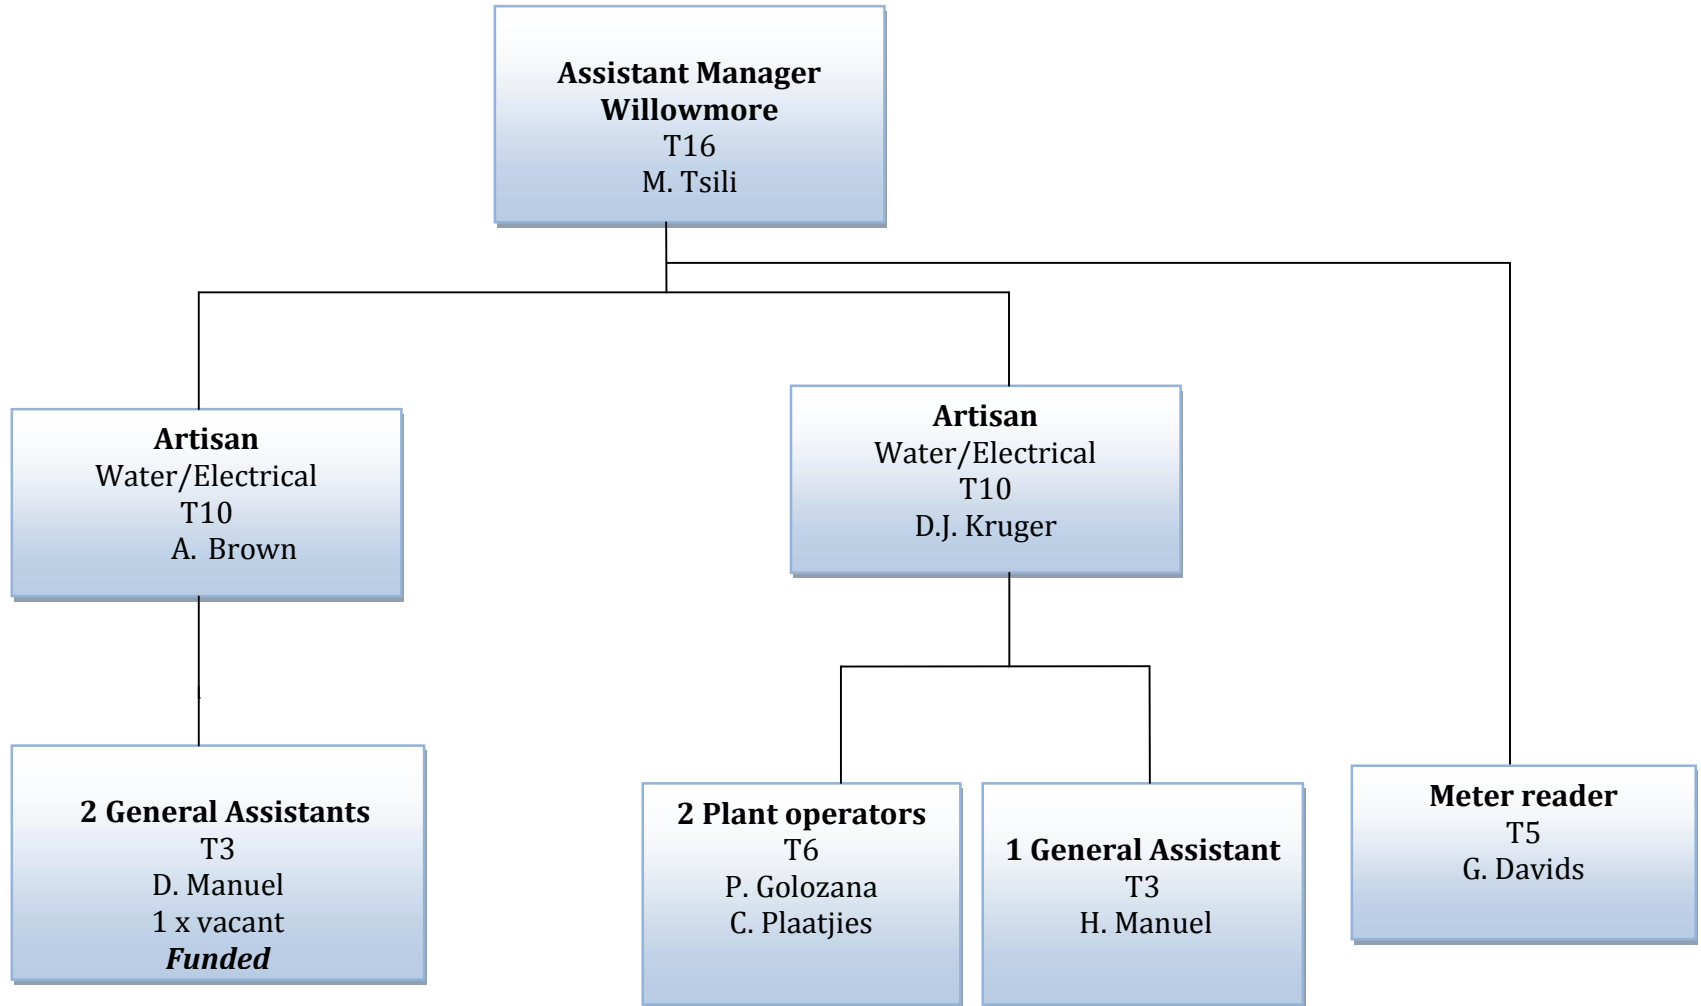 Assistant Manager
Willowmore
T16
M. Tsili
Artisan
Water/Electrical
T10
A. Brown
Artisan
Water/Electrical
T10
D.J. Kruger
2 General Assistants
T3
D. Manuel
1 x vacant
Funded
2 Plant operators
T6
P. Golozana
C. Plaatjies
1 General Assistant
T3
H. Manuel
Meter reader
T5
G. Davids